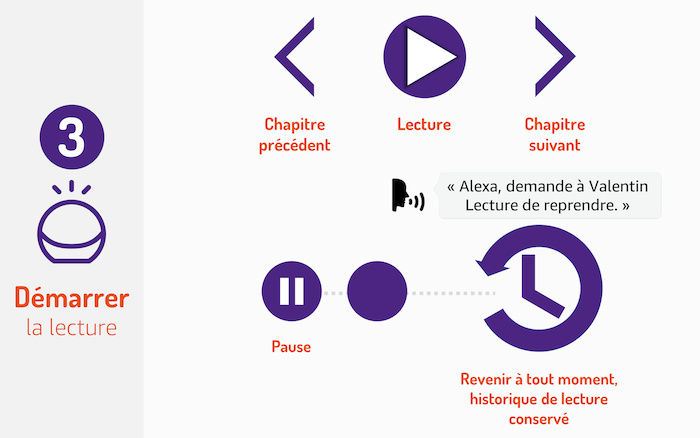 3
Démarrer
la lecture
Chapitre
précédent
Lecture
Chapitre
suivant
« Alexa, demande à Valentin
Lecture de reprendre. »
Pause
Revenir à tout moment,
historique de lecture
conservé